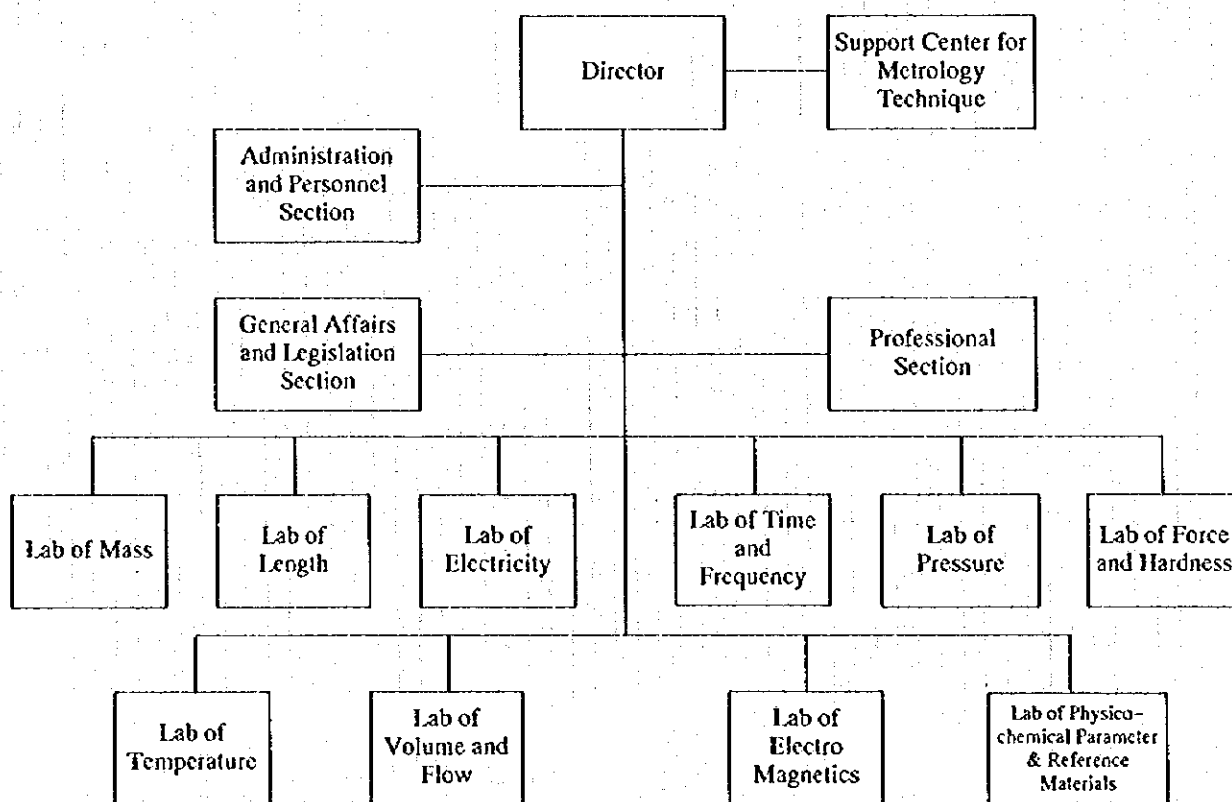 Director
Support Center for
Metrology
Technique
Administration
and Personnel
Section
General Affairs
and Legislation
Section
Professional
Section
Lab of Mass
Lab of
Length
Lab of
Electricity
Lab of Time
and
Frequency
Lab of
Pressure
Lab of Force
and Hardness
Lab of
Temperature
Lab of
Volume and
Flow
Lab of
Electro
Magnetics
Lab of Physico-
chemical Parameter
& Reference
Materials